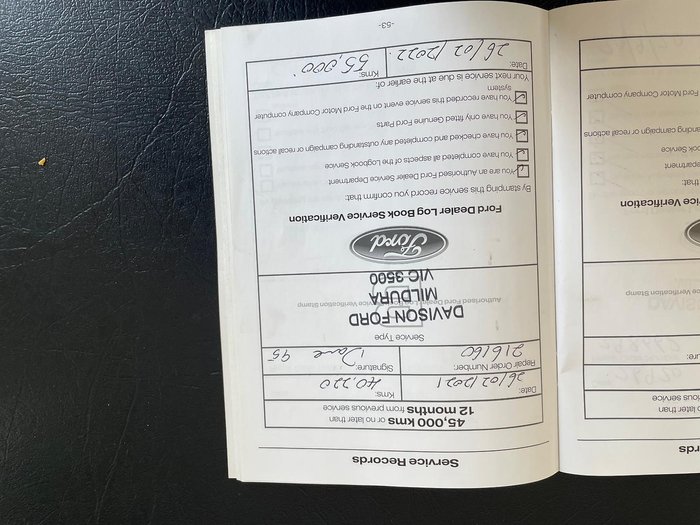 Service Records
45,000 kms or no later than
12 months from previous service
Date: 26/02/2021 Kms: 40,220
Repair Order Number: 216160 Signature: Dave 95
Service Type
Authorised Ford Dealer Log Book Service Verification Stamp
DAVISON FORD
MILDURA
VIC 3500
Ford
Ford Dealer Log Book Service Verification
By stamping this service record you confirm that:
You are an Authorised Ford Dealer Service Department
You have completed all aspects of the Logbook Service
You have checked and completed any outstanding campaign or recall actions
You have only fitted Genuine Ford Parts
You have recorded this service event on the Ford Motor Company computer
system
Your next service is due at the earlier of:
Date: 26/02/2022 Kms: 55,000
-53-